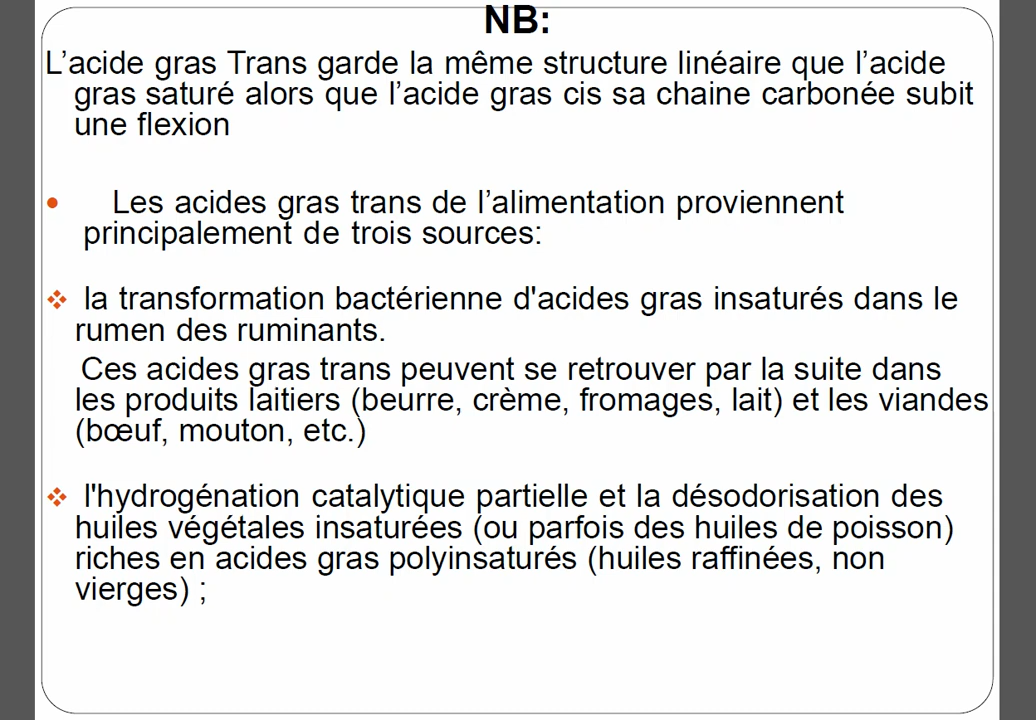 NB:
L’acide gras Trans garde la même structure linéaire que l’acide
gras saturé alors que l’acide gras cis sa chaine carbonée subit
une flexion
Les acides gras trans de l’alimentation proviennent
principalement de trois sources:
la transformation bactérienne d'acides gras insaturés dans le
rumen des ruminants.
Ces acides gras trans peuvent se retrouver par la suite dans
les produits laitiers (beurre, crème, fromages, lait) et les viandes
(bœuf, mouton, etc.)
l'hydrogénation catalytique partielle et la désodorisation des
huiles végétales insaturées (ou parfois des huiles de poisson)
riches en acides gras polyinsaturés (huiles raffinées, non
vierges) ;